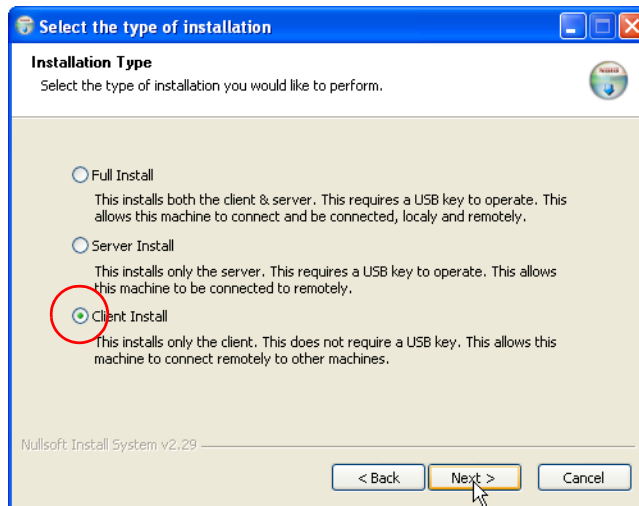 Select the type of installation
Installation Type
Select the type of installation you would like to perform.
Full Install
This installs both the client & server. This requires a USB key to operate. This
allows this machine to connect and be connected, localy and remotely.
Server Install
This installs only the server. This requires a USB key to operate. This allows
this machine to be connected to remotely.
Client Install
This installs only the client. This does not require a USB key. This allows this
machine to connect remotely to other machines.
Nullsoft Install System v2.29
< Back Next > Cancel